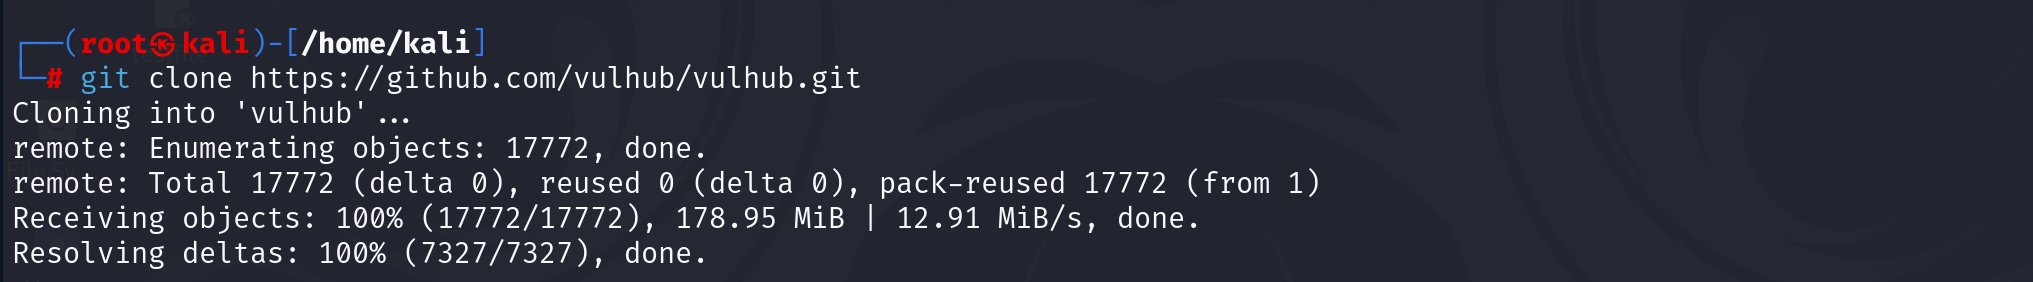 ┌──(root㉿kali)-[/home/kali]
└─# git clone https://github.com/vulhub/vulhub.git
Cloning into 'vulhub'...
remote: Enumerating objects: 17772, done.
remote: Total 17772 (delta 0), reused 0 (delta 0), pack-reused 17772 (from 1)
Receiving objects: 100% (17772/17772), 178.95 MiB | 12.91 MiB/s, done.
Resolving deltas: 100% (7327/7327), done.